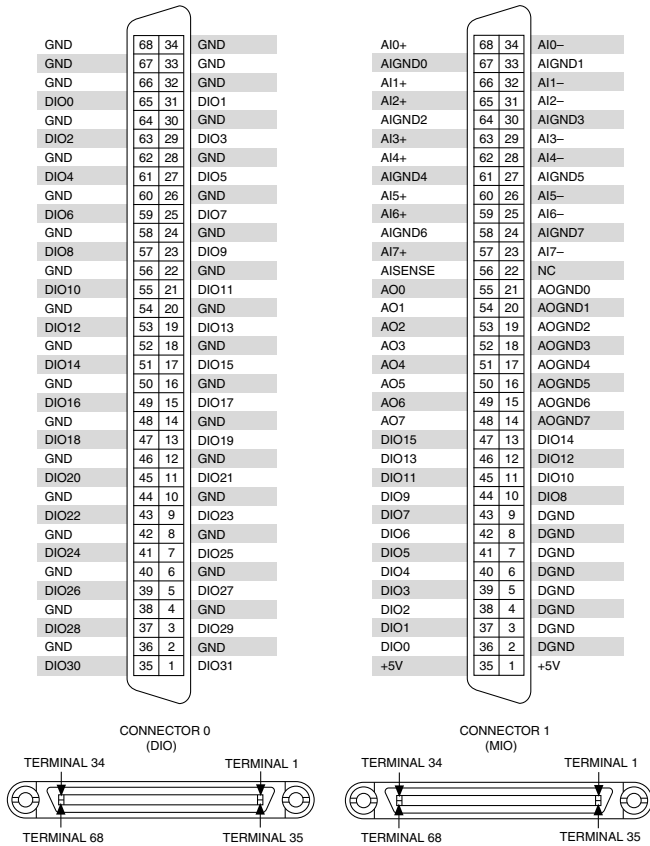 GND 68 34 GND
GND 67 33 GND
GND 66 32 GND
DIO0 65 31 DIO1
GND 64 30 GND
DIO2 63 29 DIO3
GND 62 28 GND
DIO4 61 27 DIO5
GND 60 26 GND
DIO6 59 25 DIO7
GND 58 24 GND
DIO8 57 23 DIO9
GND 56 22 GND
DIO10 55 21 DIO11
GND 54 20 GND
DIO12 53 19 DIO13
GND 52 18 GND
DIO14 51 17 DIO15
GND 50 16 GND
DIO16 49 15 DIO17
GND 48 14 GND
DIO18 47 13 DIO19
GND 46 12 GND
DIO20 45 11 DIO21
GND 44 10 GND
DIO22 43 9 DIO23
GND 42 8 GND
DIO24 41 7 DIO25
GND 40 6 GND
DIO26 39 5 DIO27
GND 38 4 GND
DIO28 37 3 DIO29
GND 36 2 GND
DIO30 35 1 DIO31
CONNECTOR 0
(DIO)
TERMINAL 34 TERMINAL 1
TERMINAL 68 TERMINAL 35
AI0+ 68 34 AI0–
AIGND0 67 33 AIGND1
AI1+ 66 32 AI1–
AI2+ 65 31 AI2–
AIGND2 64 30 AIGND3
AI3+ 63 29 AI3–
AI4+ 62 28 AI4–
AIGND4 61 27 AIGND5
AI5+ 60 26 AI5–
AI6+ 59 25 AI6–
AIGND6 58 24 AIGND7
AI7+ 57 23 AI7–
AISENSE 56 22 NC
AO0 55 21 AOGND0
AO1 54 20 AOGND1
AO2 53 19 AOGND2
AO3 52 18 AOGND3
AO4 51 17 AOGND4
AO5 50 16 AOGND5
AO6 49 15 AOGND6
AO7 48 14 AOGND7
DIO15 47 13 DIO14
DIO13 46 12 DIO12
DIO11 45 11 DIO10
DIO9 44 10 DIO8
DIO7 43 9 DGND
DIO6 42 8 DGND
DIO5 41 7 DGND
DIO4 40 6 DGND
DIO3 39 5 DGND
DIO2 38 4 DGND
DIO1 37 3 DGND
DIO0 36 2 DGND
+5V 35 1 +5V
CONNECTOR 1
(MIO)
TERMINAL 34 TERMINAL 1
TERMINAL 68 TERMINAL 35